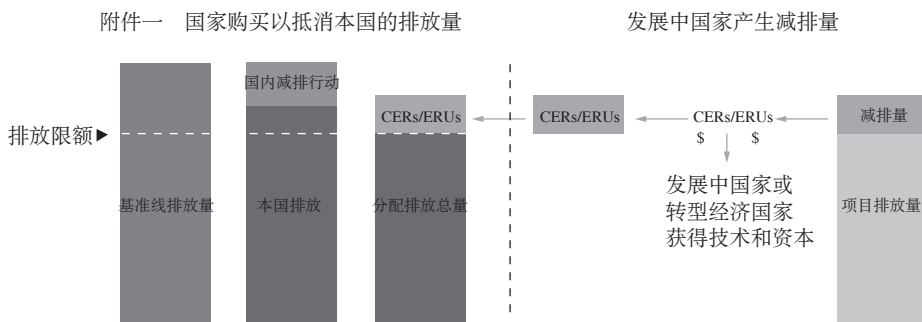 附件一　国家购买以抵消本国的排放量
发展中国家产生减排量
国内减排行动
CERs/ERUs
CERs/ERUs
CERs/ERUs
减排量
排放限额
$ $
发展中国家或
转型经济国家
获得技术和资本
基准线排放量
本国排放
分配排放总量
项目排放量